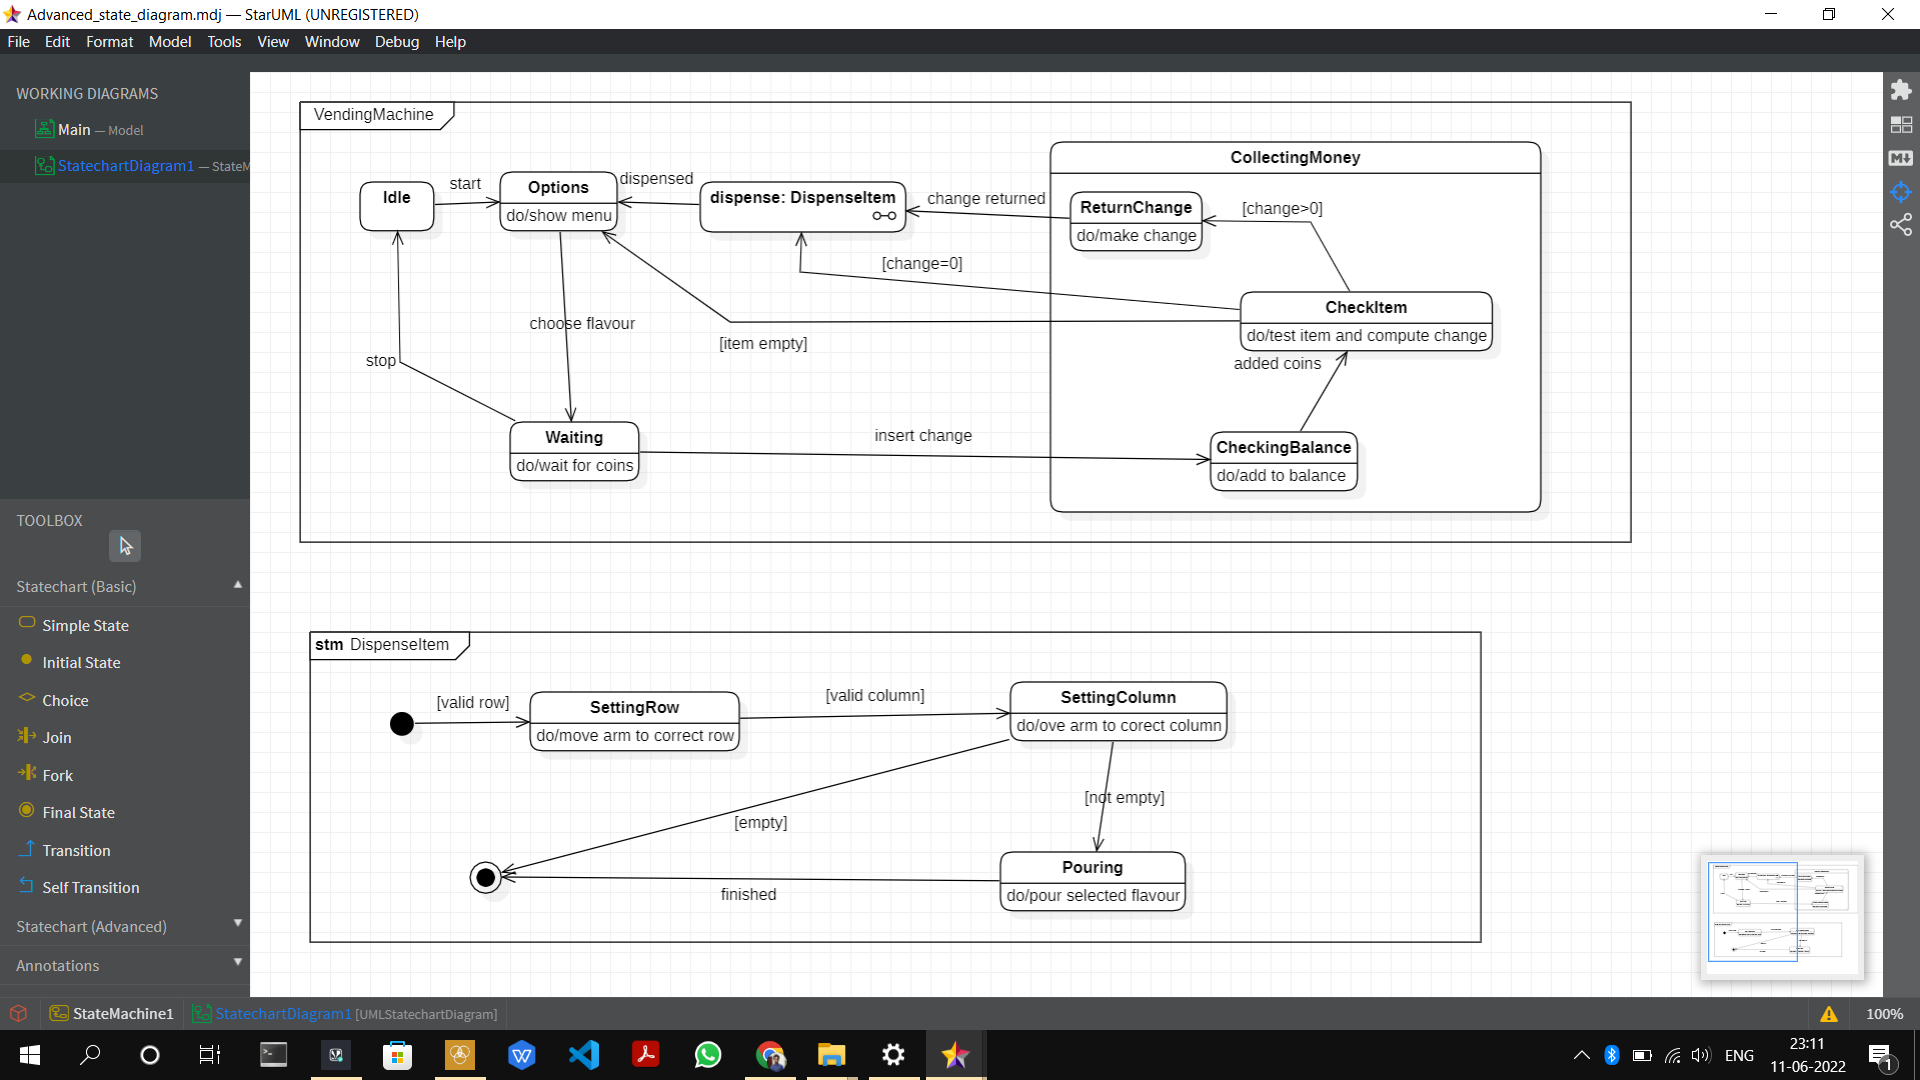 Advanced_state_diagram.mdj — StarUML (UNREGISTERED)
File Edit Format Model Tools View Window Debug Help
WORKING DIAGRAMS
Main — Model
StatechartDiagram1 — StateM
TOOLBOX
Statechart (Basic)
Simple State
Initial State
Choice
Join
Fork
Final State
Transition
Self Transition
Statechart (Advanced)
Annotations
VendingMachine
CollectingMoney
Idle
start
Options
do/show menu
dispensed
dispense: DispenseItem
change returned
ReturnChange
do/make change
[change>0]
[change=0]
CheckItem
do/test item and compute change
choose flavour
[item empty]
stop
added coins
Waiting
do/wait for coins
insert change
CheckingBalance
do/add to balance
stm DispenseItem
[valid row]
SettingRow
do/move arm to correct row
[valid column]
SettingColumn
do/ove arm to corect column
[not empty]
[empty]
Pouring
do/pour selected flavour
finished
M
StateMachine1
StatechartDiagram1 [UMLStatechartDiagram]
100%
W
ENG
23:11
11-06-2022
1